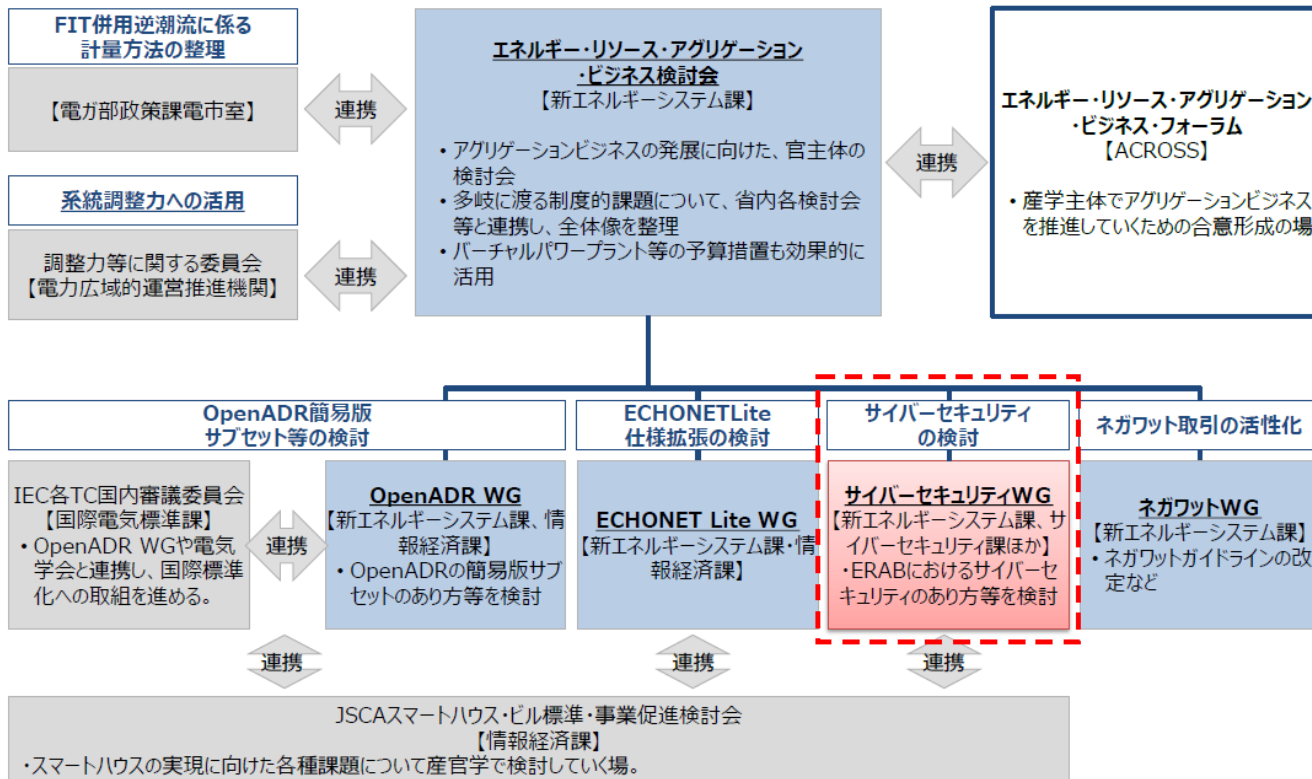 FIT併用逆潮流に係る
計量方法の整理
【電ガ部政策課電市室】
連携
系統調整力への活用
調整力等に関する委員会
【電力広域的運営推進機関】
連携
エネルギー・リソース・アグリゲーション
・ビジネス検討会
【新エネルギーシステム課】
・アグリゲーションビジネスの発展に向けた、官主体の
検討会
・多岐に渡る制度的課題について、省内各検討会
等と連携し、全体像を整理
・バーチャルパワープラント等の予算措置も効果的に
活用
連携
エネルギー・リソース・アグリゲーション
・ビジネス・フォーラム
【ACROSS】
・産学主体でアグリゲーションビジネス
を推進していくための合意形成の場
OpenADR簡易版
サブセット等の検討
IEC各TC国内審議委員会
【国際電気標準課】
・OpenADR WGや電気
学会と連携し、国際標準
化への取組を進める。
連携
OpenADR WG
【新エネルギーシステム課、情
報経済課】
・OpenADRの簡易版サブ
セットのあり方等を検討
ECHONETLite
仕様拡張の検討
ECHONET Lite WG
【新エネルギーシステム課・情
報経済課】
サイバーセキュリティ
の検討
サイバーセキュリティWG
【新エネルギーシステム課、サ
イバーセキュリティ課ほか】
・ERABにおけるサイバーセ
キュリティのあり方等を検討
ネガワット取引の活性化
ネガワットWG
【新エネルギーシステム課】
・ネガワットガイドラインの改
定など
連携
連携
連携
JSCAスマートハウス・ビル標準・事業促進検討会
【情報経済課】
・スマートハウスの実現に向けた各種課題について産官学で検討していく場。